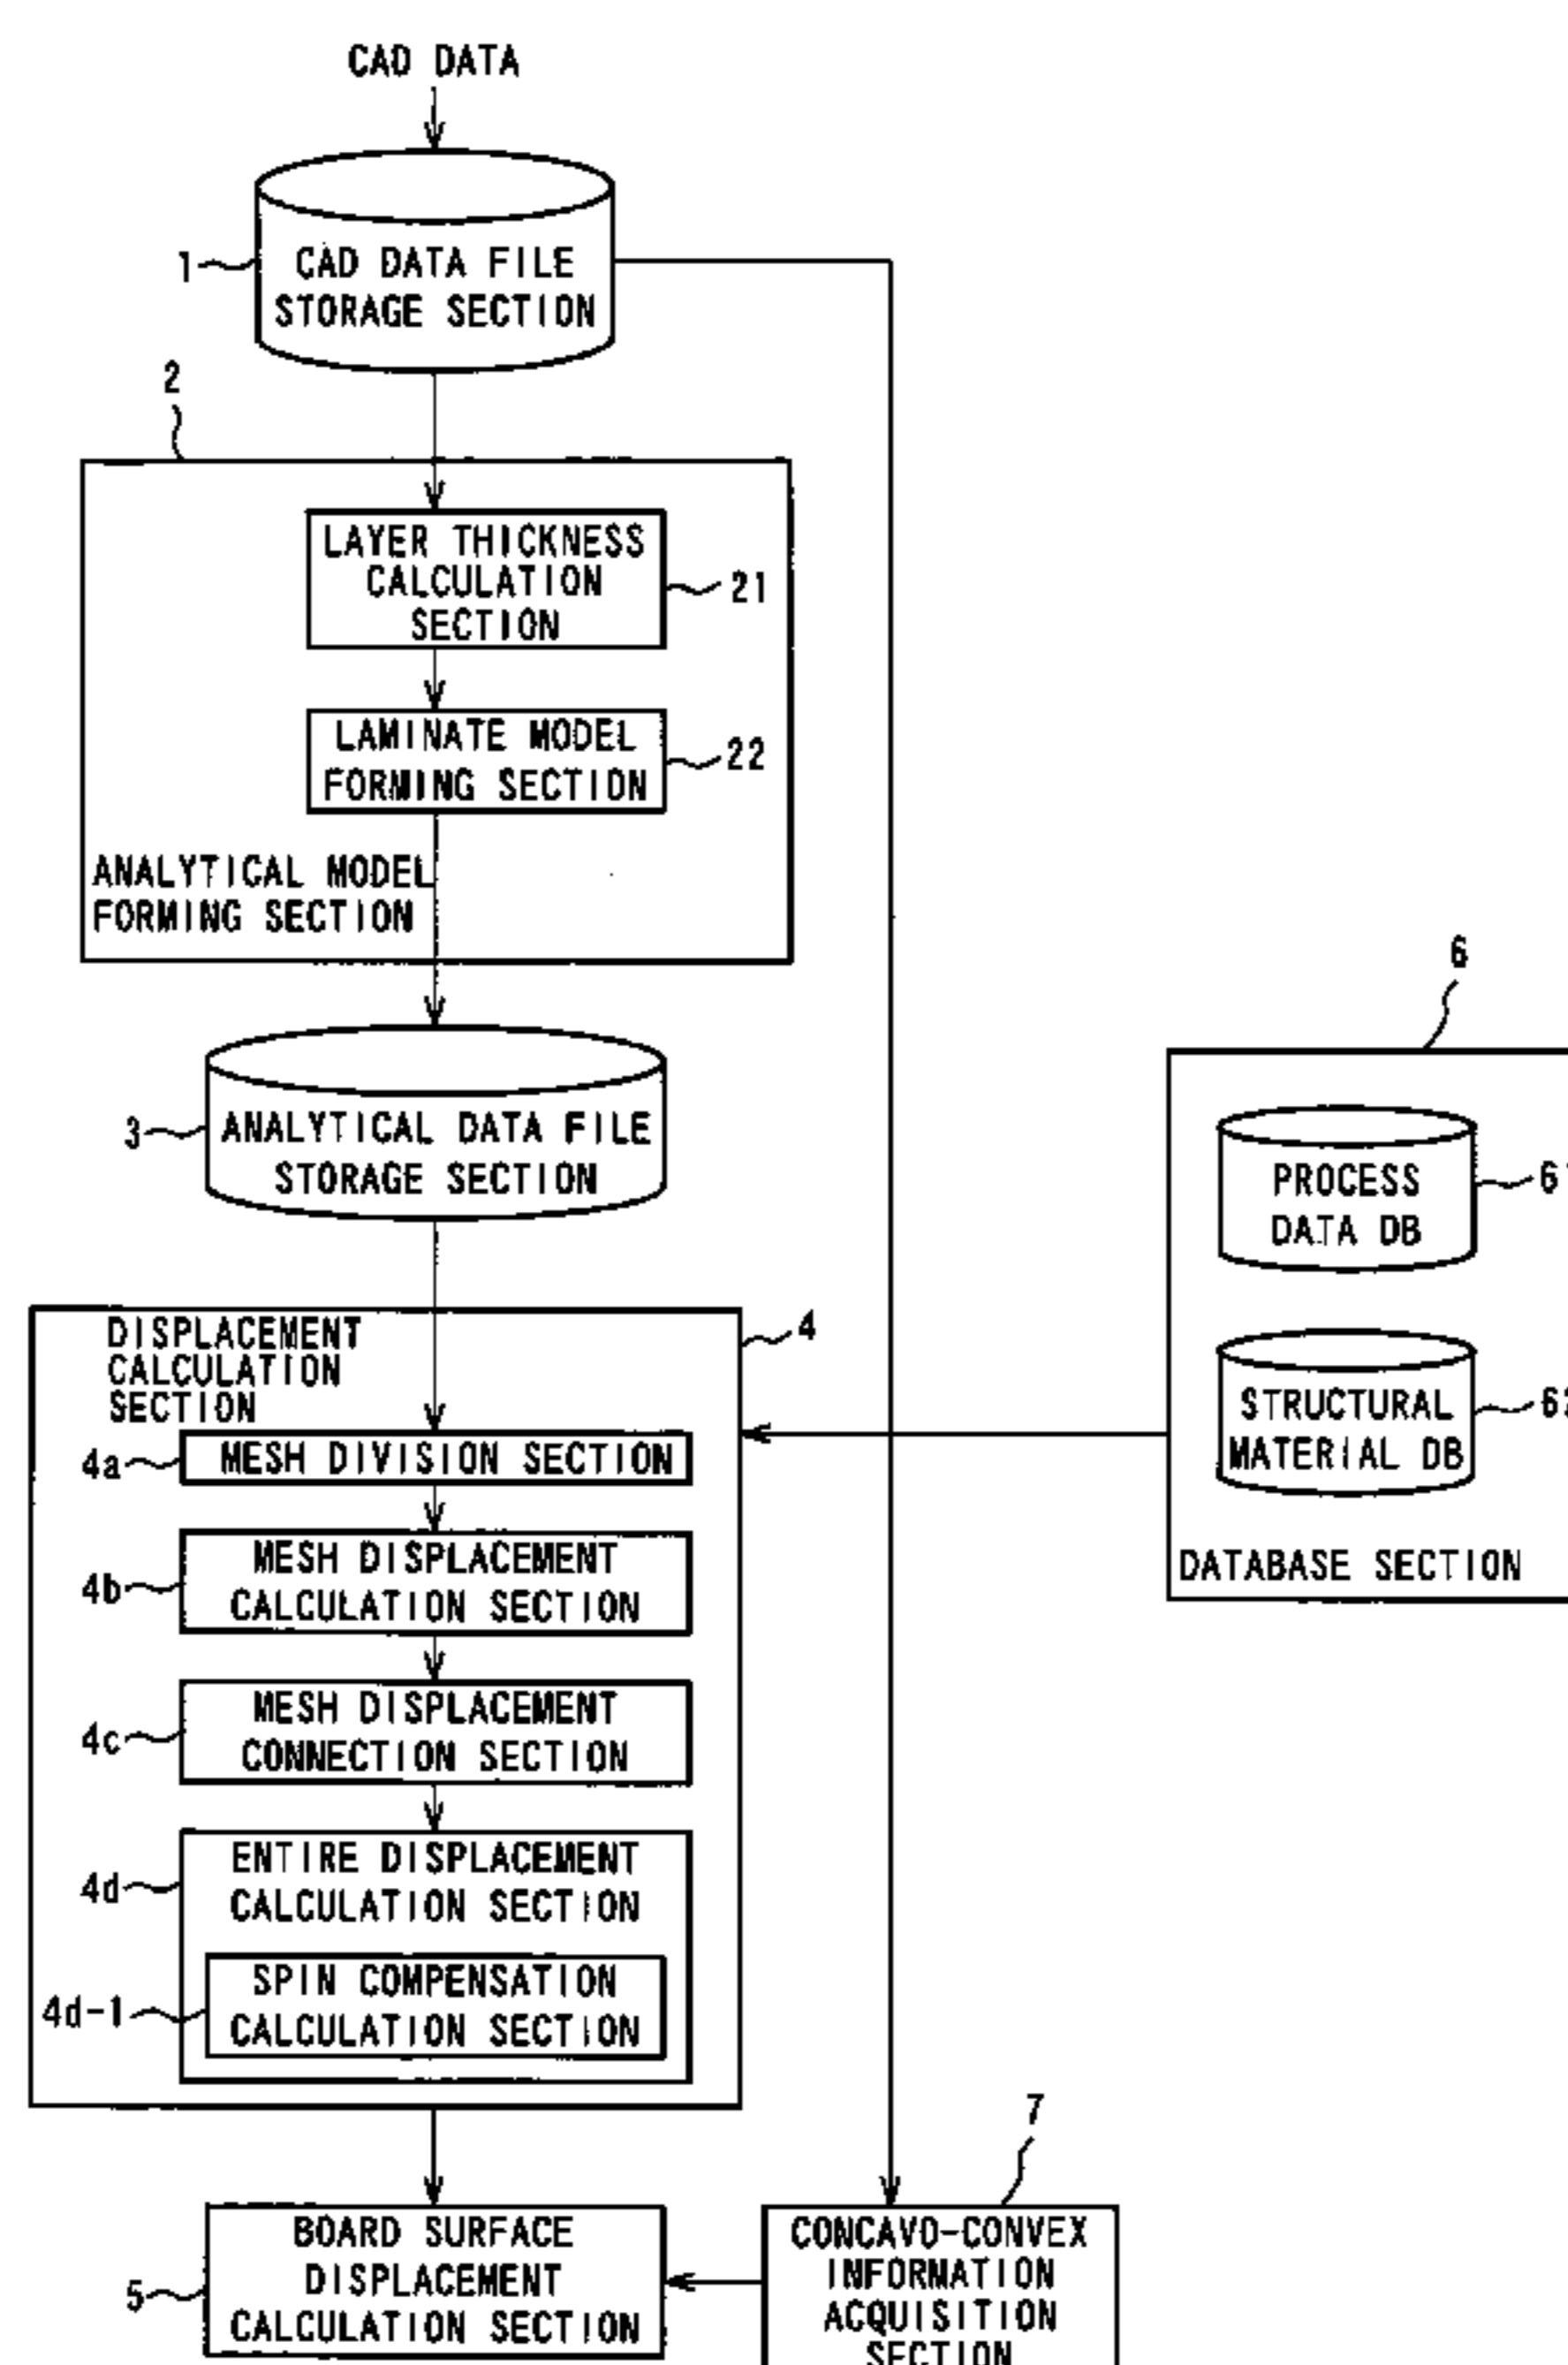 CAD DATA
1
CAD DATA FILE
STORAGE SECTION
2
LAYER THICKNESS
CALCULATION
SECTION
21
LAMINATE MODEL
FORMING SECTION
22
ANALYTICAL MODEL
FORMING SECTION
3
ANALYTICAL DATA FILE
STORAGE SECTION
6
PROCESS
DATA DB
6
STRUCTURAL
MATERIAL DB
62
DATABASE SECTION
DISPLACEMENT
CALCULATION
SECTION
4
4a
MESH DIVISION SECTION
4b
MESH DISPLACEMENT
CALCULATION SECTION
4c
MESH DISPLACEMENT
CONNECTION SECTION
4d
ENTIRE DISPLACEMENT
CALCULATION SECTION
4d-1
SPIN COMPENSATION
CALCULATION SECTION
5
BOARD SURFACE
DISPLACEMENT
CALCULATION SECTION
7
CONCAVO-CONVEX
INFORMATION
ACQUISITION
SECTION